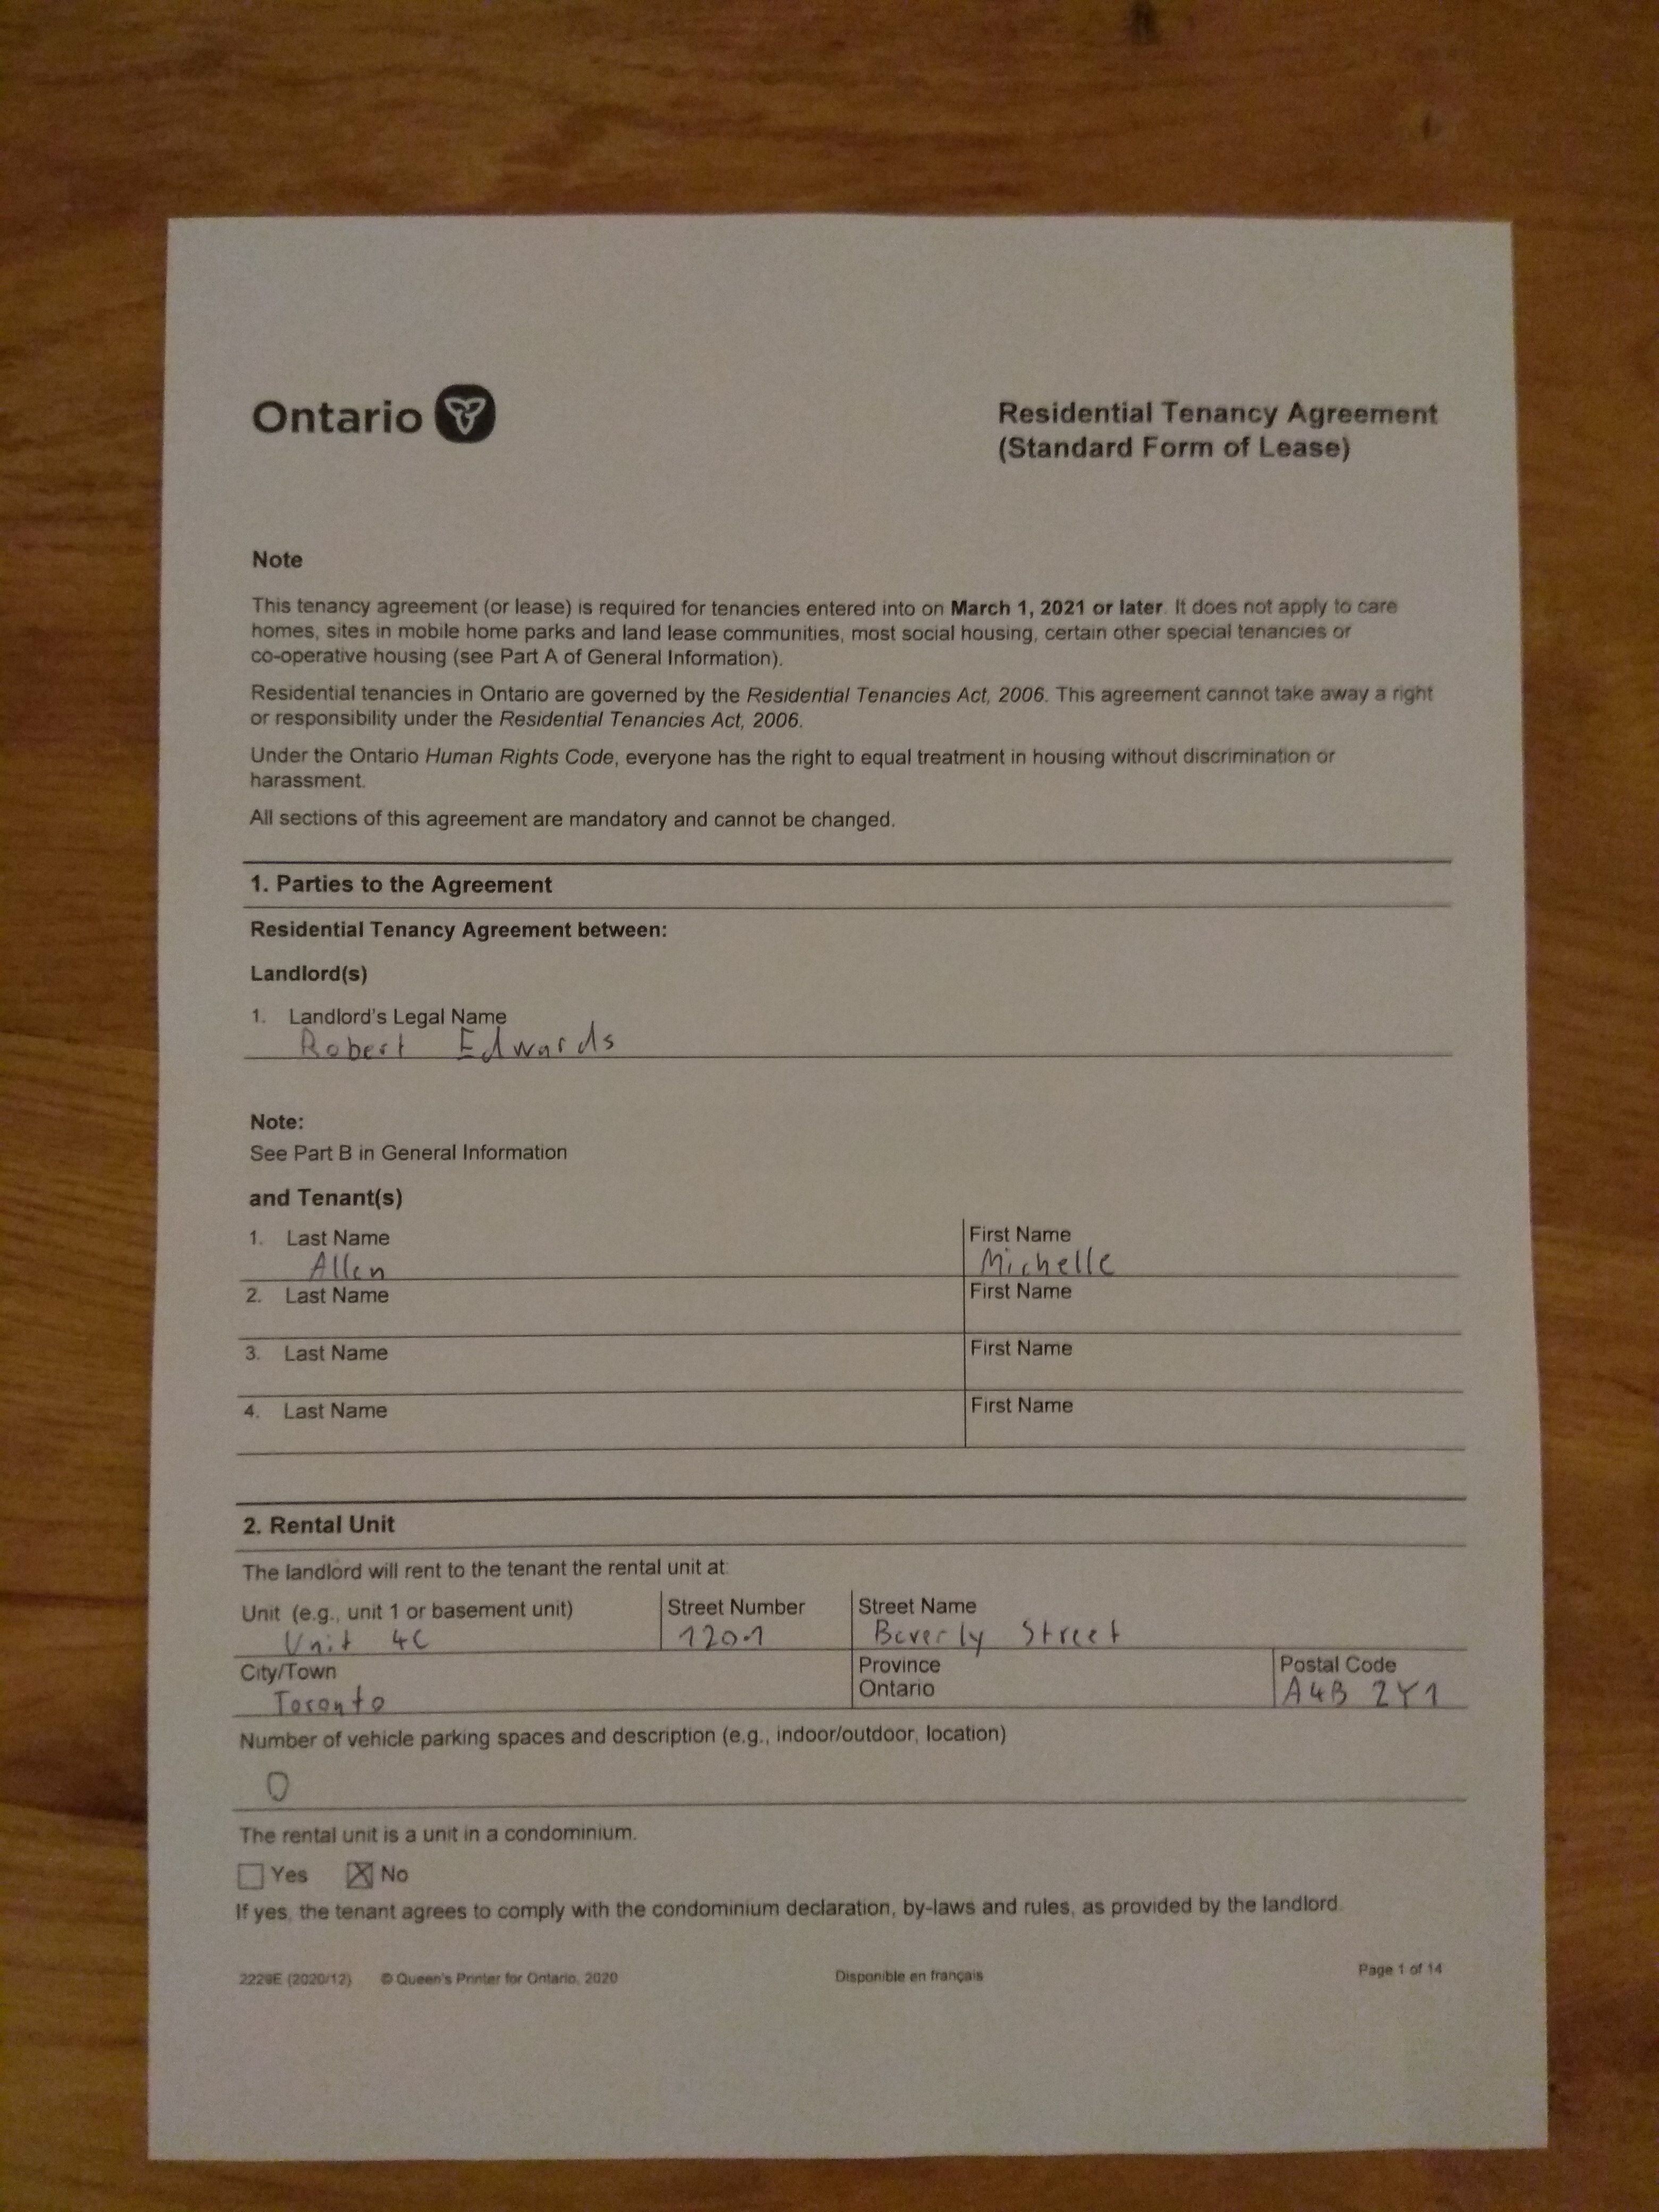 Ontario
Residential Tenancy Agreement
(Standard Form of Lease)
Note
This tenancy agreement (or lease) is required for tenancies entered into on March 1, 2021 or later. It does not apply to care
homes, sites in mobile home parks and land lease communities, most social housing, certain other special tenancies or
co-operative housing (see Part A of General Information).
Residential tenancies in Ontario are governed by the Residential Tenancies Act, 2006. This agreement cannot take away a right
or responsibility under the Residential Tenancies Act, 2006.
Under the Ontario Human Rights Code, everyone has the right to equal treatment in housing without discrimination or
harassment.
All sections of this agreement are mandatory and cannot be changed.
1. Parties to the Agreement
Residential Tenancy Agreement between:
Landlord(s)
1. Landlord's Legal Name
Robert Edwards
Note:
See Part B in General Information
and Tenant(s)
1. Last Name First Name
Allen Michelle
2. Last Name First Name
3. Last Name First Name
4. Last Name First Name
2. Rental Unit
The landlord will rent to the tenant the rental unit at:
Unit (e.g., unit 1 or basement unit) Street Number Street Name
Unit 4C 1201 Beverly Street
City/Town Province Postal Code
Toronto Ontario A4B 2Y1
Number of vehicle parking spaces and description (e.g., indoor/outdoor, location)
0
The rental unit is a unit in a condominium.
Yes No
If yes, the tenant agrees to comply with the condominium declaration, by-laws and rules, as provided by the landlord.
2229E (2020/12) © Queen's Printer for Ontario, 2020 Disponible en français Page 1 of 14